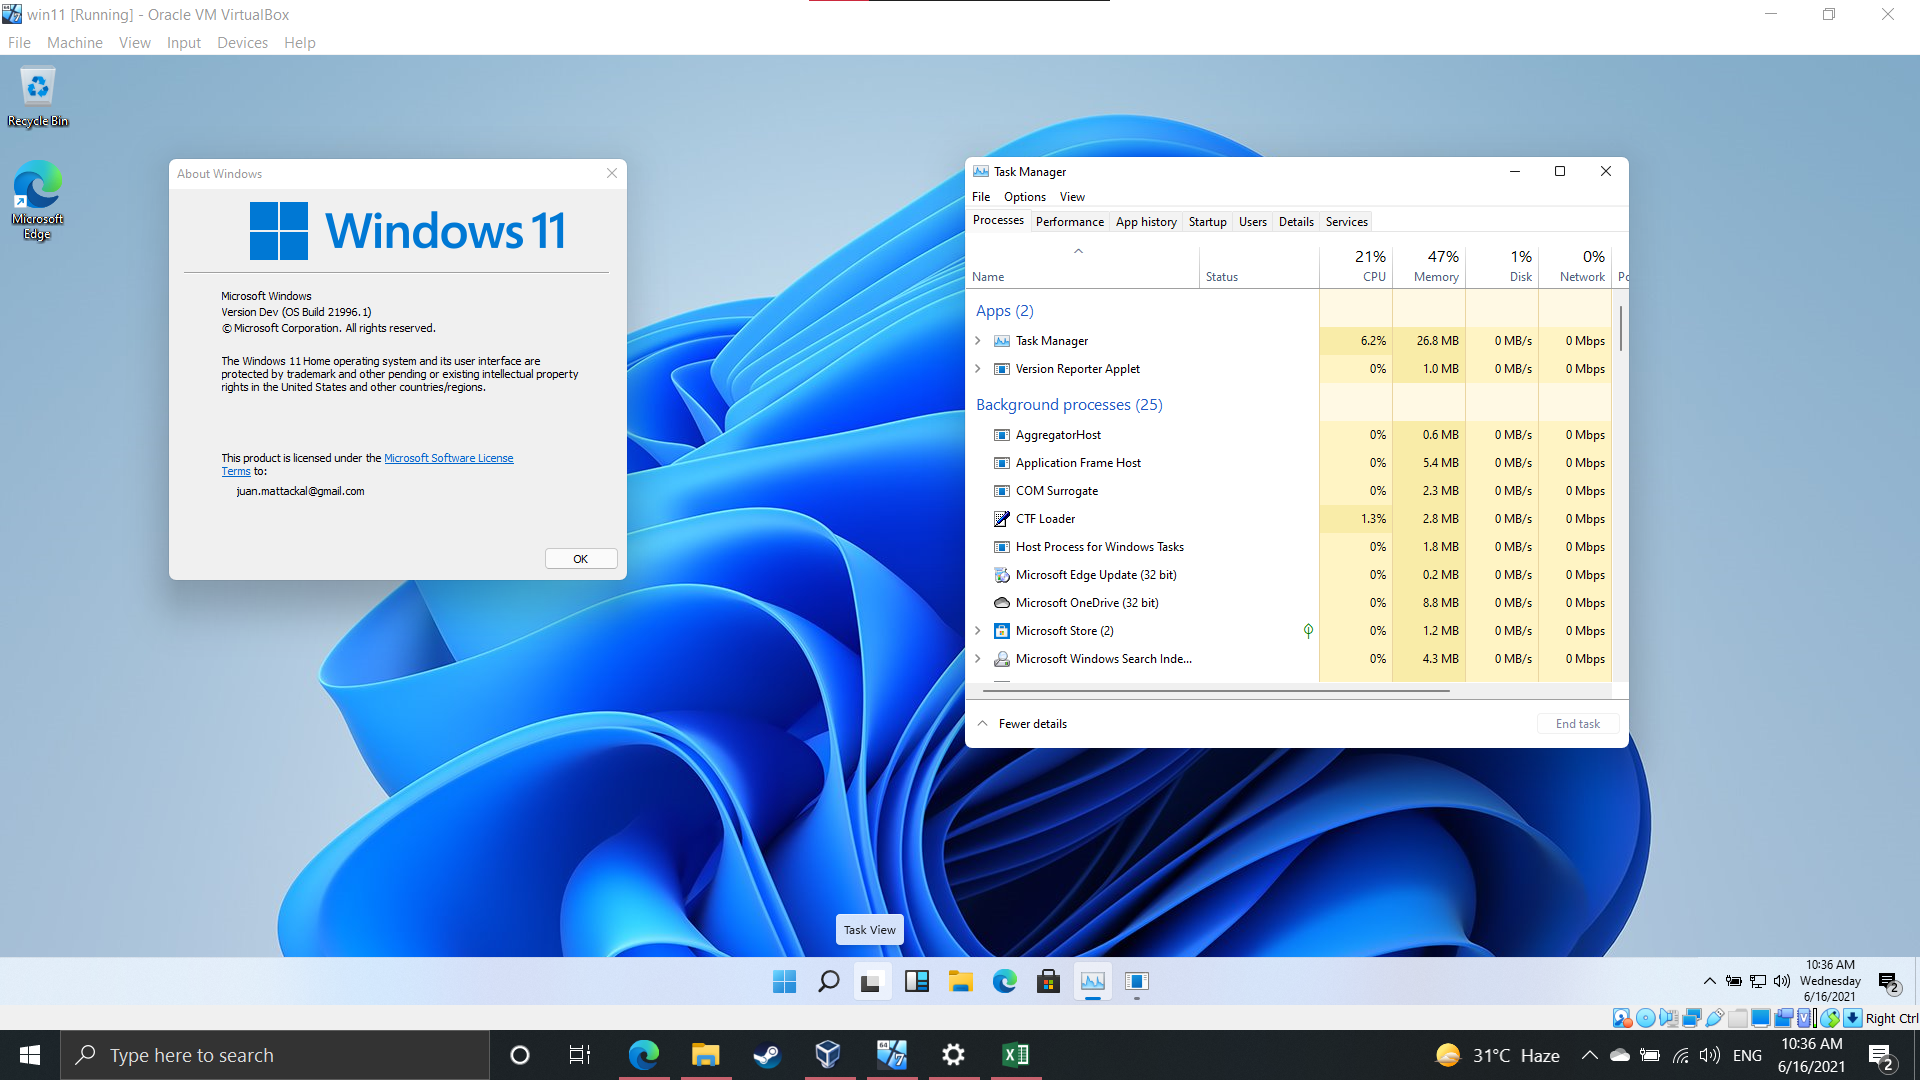 win11 [Running] - Oracle VM VirtualBox
File Machine View Input Devices Help
Recycle Bin
Microsoft
Edge
About Windows
Windows 11
Microsoft Windows
Version Dev (OS Build 21996.1)
© Microsoft Corporation. All rights reserved.
The Windows 11 Home operating system and its user interface are
protected by trademark and other pending or existing intellectual property
rights in the United States and other countries/regions.
This product is licensed under the Microsoft Software License
Terms to:
juan.mattackal@gmail.com
OK
Task Manager
File Options View
Processes Performance App history Startup Users Details Services
21% 47% 1% 0%
Name Status CPU Memory Disk Network Po
Apps (2)
Task Manager 6.2% 26.8 MB 0 MB/s 0 Mbps
Version Reporter Applet 0% 1.0 MB 0 MB/s 0 Mbps
Background processes (25)
AggregatorHost 0% 0.6 MB 0 MB/s 0 Mbps
Application Frame Host 0% 5.4 MB 0 MB/s 0 Mbps
COM Surrogate 0% 2.3 MB 0 MB/s 0 Mbps
CTF Loader 1.3% 2.8 MB 0 MB/s 0 Mbps
Host Process for Windows Tasks 0% 1.8 MB 0 MB/s 0 Mbps
Microsoft Edge Update (32 bit) 0% 0.2 MB 0 MB/s 0 Mbps
Microsoft OneDrive (32 bit) 0% 8.8 MB 0 MB/s 0 Mbps
Microsoft Store (2) 0% 1.2 MB 0 MB/s 0 Mbps
Microsoft Windows Search Inde... 0% 4.3 MB 0 MB/s 0 Mbps
Fewer details End task
Task View
10:36 AM
Wednesday
6/16/2021
2
Right Ctrl
Type here to search
64
7
31°C Haze
ENG
10:36 AM
6/16/2021
2